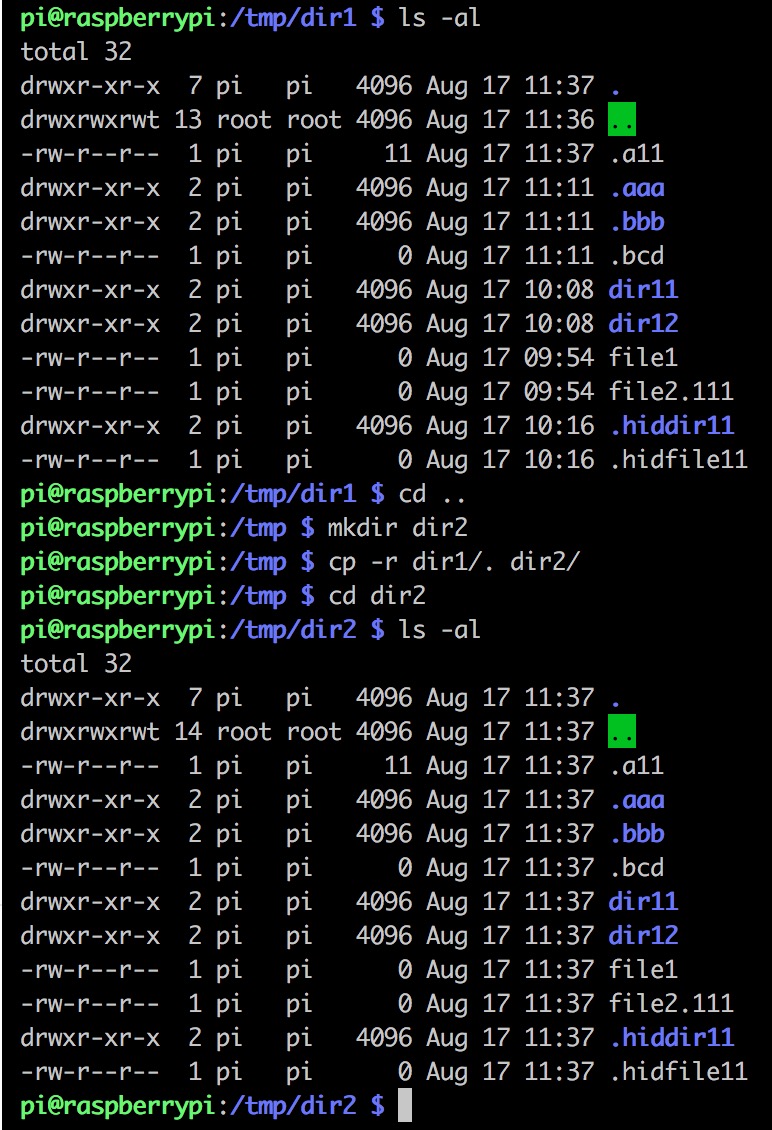 pi@raspberrypi:/tmp/dir1 $ ls -al
total 32
drwxr-xr-x  7 pi   pi   4096 Aug 17 11:37 .
drwxrwxrwt 13 root root 4096 Aug 17 11:36 ..
-rw-r--r--  1 pi   pi     11 Aug 17 11:37 .a11
drwxr-xr-x  2 pi   pi   4096 Aug 17 11:11 .aaa
drwxr-xr-x  2 pi   pi   4096 Aug 17 11:11 .bbb
-rw-r--r--  1 pi   pi      0 Aug 17 11:11 .bcd
drwxr-xr-x  2 pi   pi   4096 Aug 17 10:08 dir11
drwxr-xr-x  2 pi   pi   4096 Aug 17 10:08 dir12
-rw-r--r--  1 pi   pi      0 Aug 17 09:54 file1
-rw-r--r--  1 pi   pi      0 Aug 17 09:54 file2.111
drwxr-xr-x  2 pi   pi   4096 Aug 17 10:16 .hiddir11
-rw-r--r--  1 pi   pi      0 Aug 17 10:16 .hidfile11
pi@raspberrypi:/tmp/dir1 $ cd ..
pi@raspberrypi:/tmp $ mkdir dir2
pi@raspberrypi:/tmp $ cp -r dir1/. dir2/
pi@raspberrypi:/tmp $ cd dir2
pi@raspberrypi:/tmp/dir2 $ ls -al
total 32
drwxr-xr-x  7 pi   pi   4096 Aug 17 11:37 .
drwxrwxrwt 14 root root 4096 Aug 17 11:37 ..
-rw-r--r--  1 pi   pi     11 Aug 17 11:37 .a11
drwxr-xr-x  2 pi   pi   4096 Aug 17 11:37 .aaa
drwxr-xr-x  2 pi   pi   4096 Aug 17 11:37 .bbb
-rw-r--r--  1 pi   pi      0 Aug 17 11:37 .bcd
drwxr-xr-x  2 pi   pi   4096 Aug 17 11:37 dir11
drwxr-xr-x  2 pi   pi   4096 Aug 17 11:37 dir12
-rw-r--r--  1 pi   pi      0 Aug 17 11:37 file1
-rw-r--r--  1 pi   pi      0 Aug 17 11:37 file2.111
drwxr-xr-x  2 pi   pi   4096 Aug 17 11:37 .hiddir11
-rw-r--r--  1 pi   pi      0 Aug 17 11:37 .hidfile11
pi@raspberrypi:/tmp/dir2 $